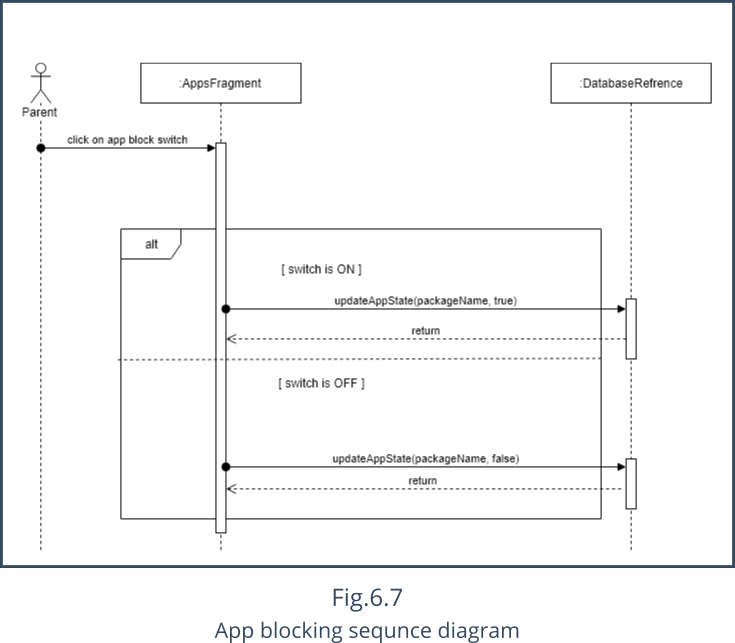 Parent
:AppsFragment
:DatabaseRefrence
click on app block switch
alt
[ switch is ON ]
updateAppState(packageName, true)
return
[ switch is OFF ]
updateAppState(packageName, false)
return
Fig.6.7
App blocking sequnce diagram